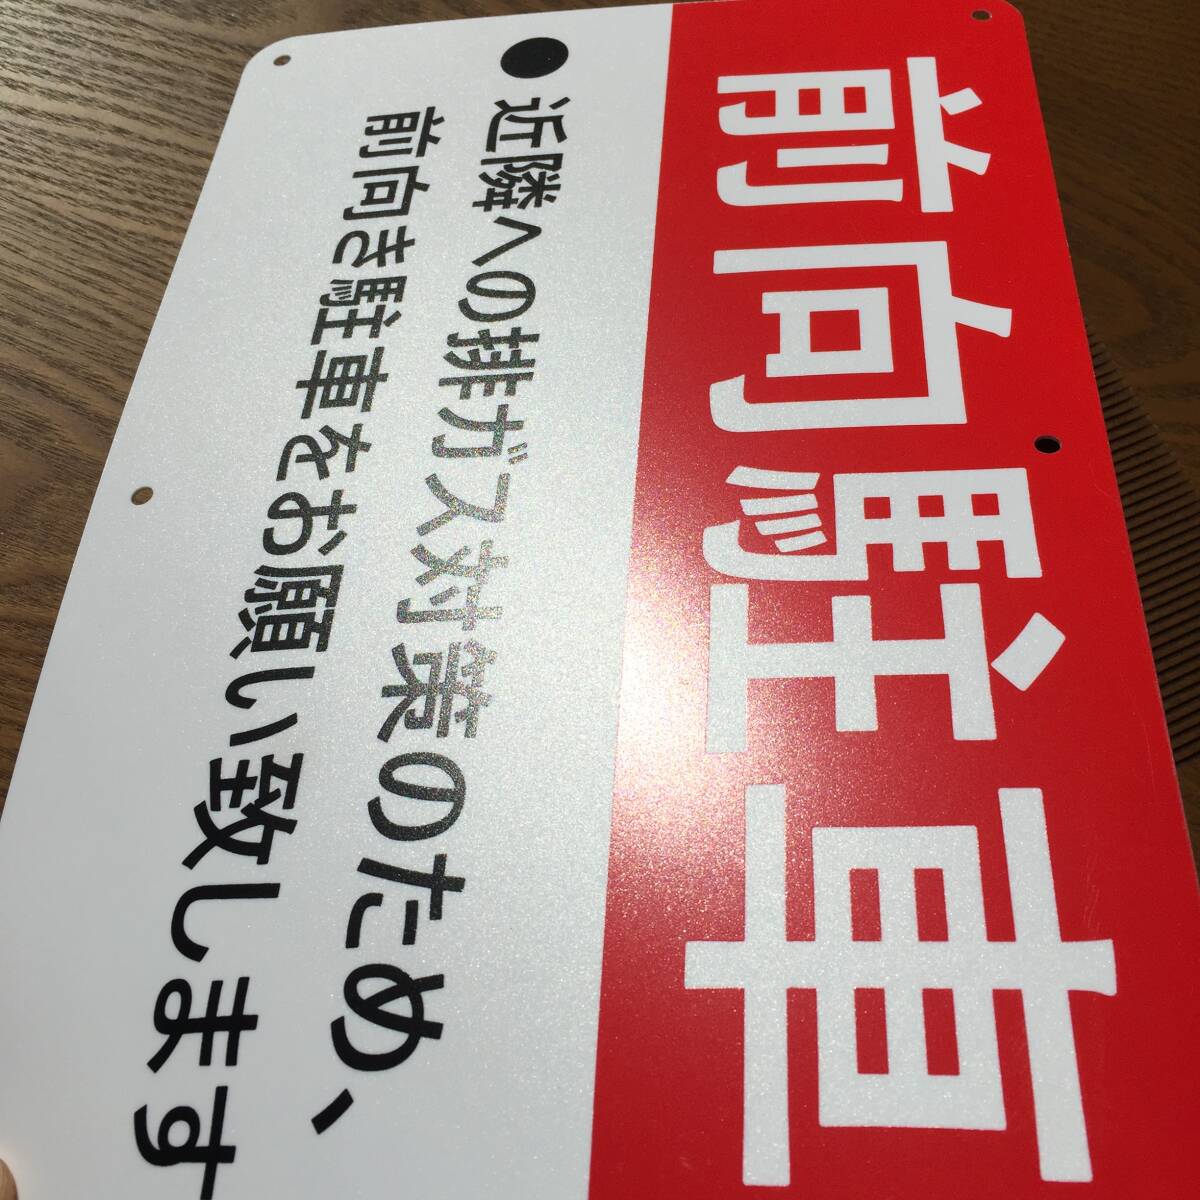 前向駐車
●近隣への排ガス対策のため、
前向き駐車をお願い致します